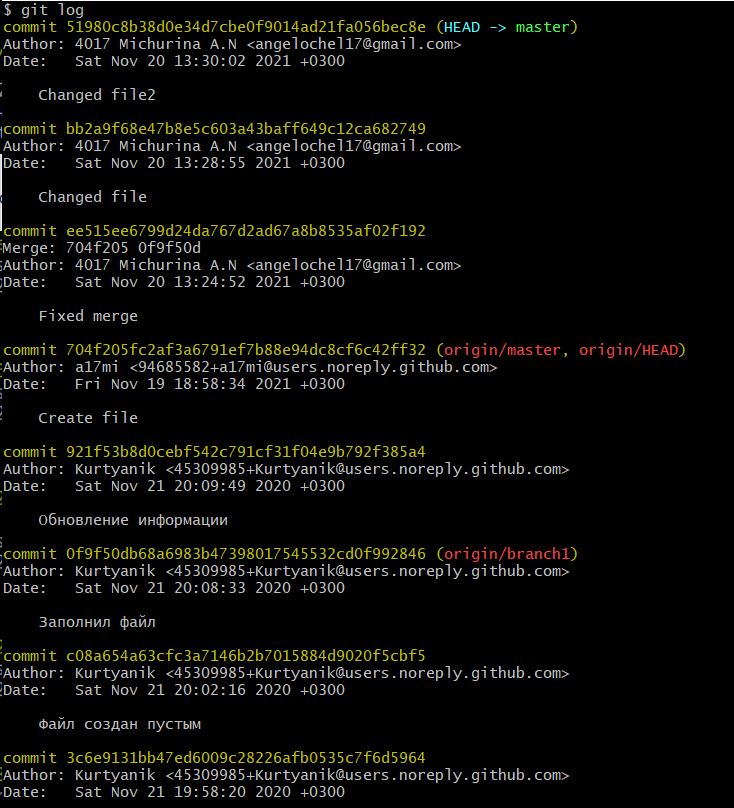 $ git log
commit 51980c8b38d0e34d7cbe0f9014ad21fa056bec8e (HEAD -> master)
Author: 4017 Michurina A.N <angelochel17@gmail.com>
Date:   Sat Nov 20 13:30:02 2021 +0300
Changed file2
commit bb2a9f68e47b8e5c603a43baff649c12ca682749
Author: 4017 Michurina A.N <angelochel17@gmail.com>
Date:   Sat Nov 20 13:28:55 2021 +0300
Changed file
commit ee515ee6799d24da767d2ad67a8b8535af02f192
Merge: 704f205 0f9f50d
Author: 4017 Michurina A.N <angelochel17@gmail.com>
Date:   Sat Nov 20 13:24:52 2021 +0300
Fixed merge
commit 704f205fc2af3a6791ef7b88e94dc8cf6c42ff32 (origin/master, origin/HEAD)
Author: a17mi <94685582+a17mi@users.noreply.github.com>
Date:   Fri Nov 19 18:58:34 2021 +0300
Create file
commit 921f53b8d0cebf542c791cf31f04e9b792f385a4
Author: Kurtyanik <45309985+Kurtyanik@users.noreply.github.com>
Date:   Sat Nov 21 20:09:49 2020 +0300
Обновление информации
commit 0f9f50db68a6983b47398017545532cd0f992846 (origin/branch1)
Author: Kurtyanik <45309985+Kurtyanik@users.noreply.github.com>
Date:   Sat Nov 21 20:08:33 2020 +0300
Заполнил файл
commit c08a654a63cfc3a7146b2b7015884d9020f5cbf5
Author: Kurtyanik <45309985+Kurtyanik@users.noreply.github.com>
Date:   Sat Nov 21 20:02:16 2020 +0300
Файл создан пустым
commit 3c6e9131bb47ed6009c28226afb0535c7f6d5964
Author: Kurtyanik <45309985+Kurtyanik@users.noreply.github.com>
Date:   Sat Nov 21 19:58:20 2020 +0300